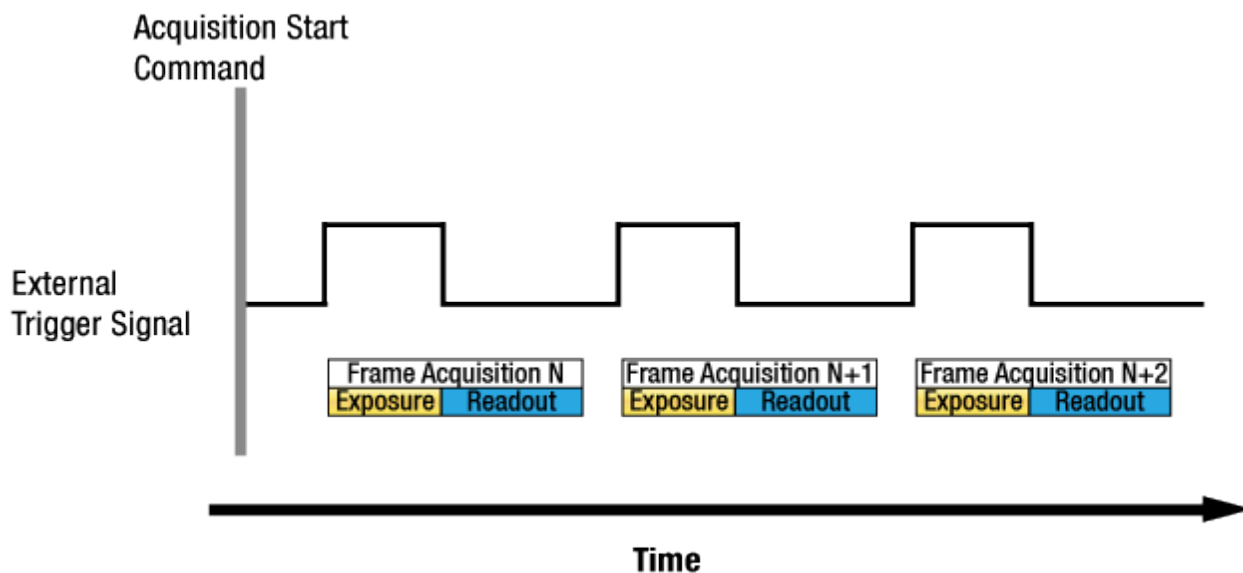 Acquisition Start
Command
External
Trigger Signal
Frame Acquisition N
Exposure
Readout
Frame Acquisition N+1
Exposure
Readout
Frame Acquisition N+2
Exposure
Readout
Time